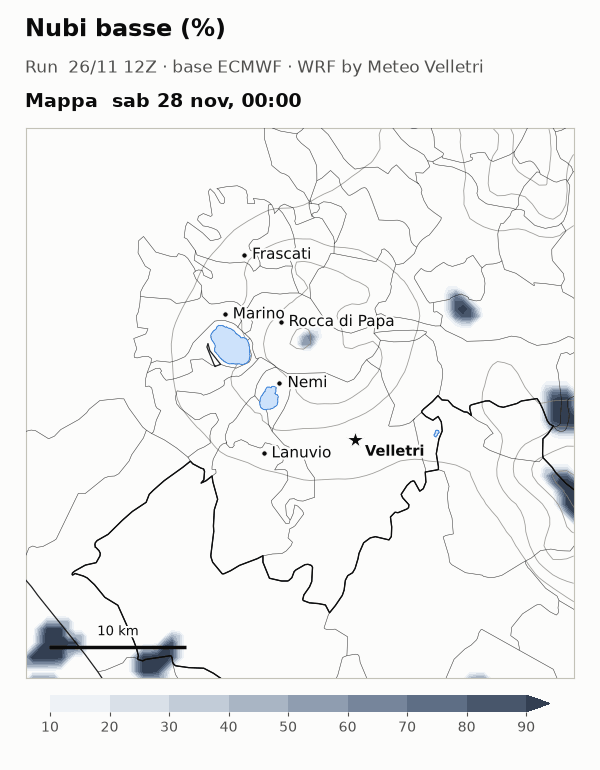 Nubi basse (%)
Run  26/11 12Z · base ECMWF · WRF by Meteo Velletri
Mappa  sab 28 nov, 00:00
Frascati
Marino
Rocca di Papa
Nemi
Velletri
Lanuvio
10 km
10 20 30 40 50 60 70 80 90